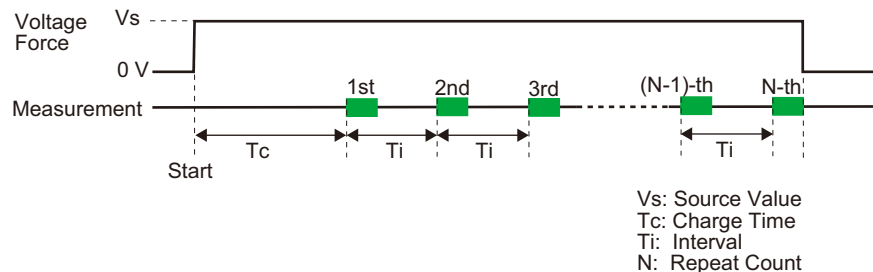 Voltage
Force
Vs
0 V
1st
2nd
3rd
(N-1)-th
N-th
Measurement
Tc
Ti
Ti
Ti
Start
Vs: Source Value
Tc: Charge Time
Ti: Interval
N: Repeat Count